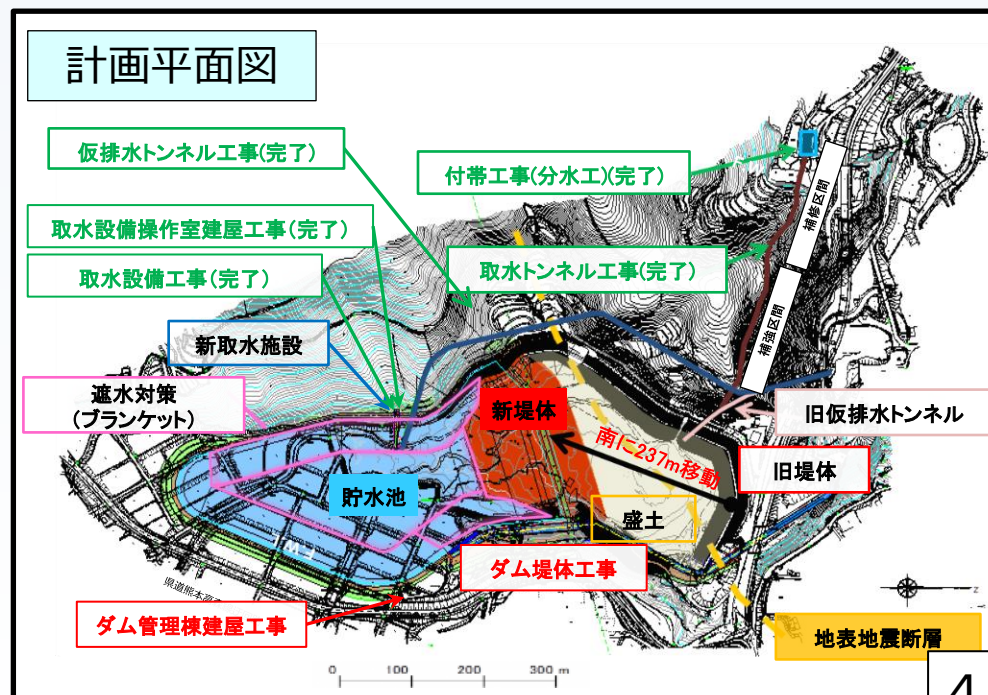 計画平面図
仮排水トンネル工事(完了)
付帯工事(分水工)(完了)
補修区間
取水設備操作室建屋工事(完了)
取水設備工事(完了)
取水トンネル工事(完了)
補強区間
新取水施設
遮水対策
(ブランケット)
新堤体
旧仮排水トンネル
南に237m移動
旧堤体
貯水池
盛土
ダム堤体工事
県道熊本高
ダム管理棟建屋工事
地表地震断層
0 100 200 300 m
4